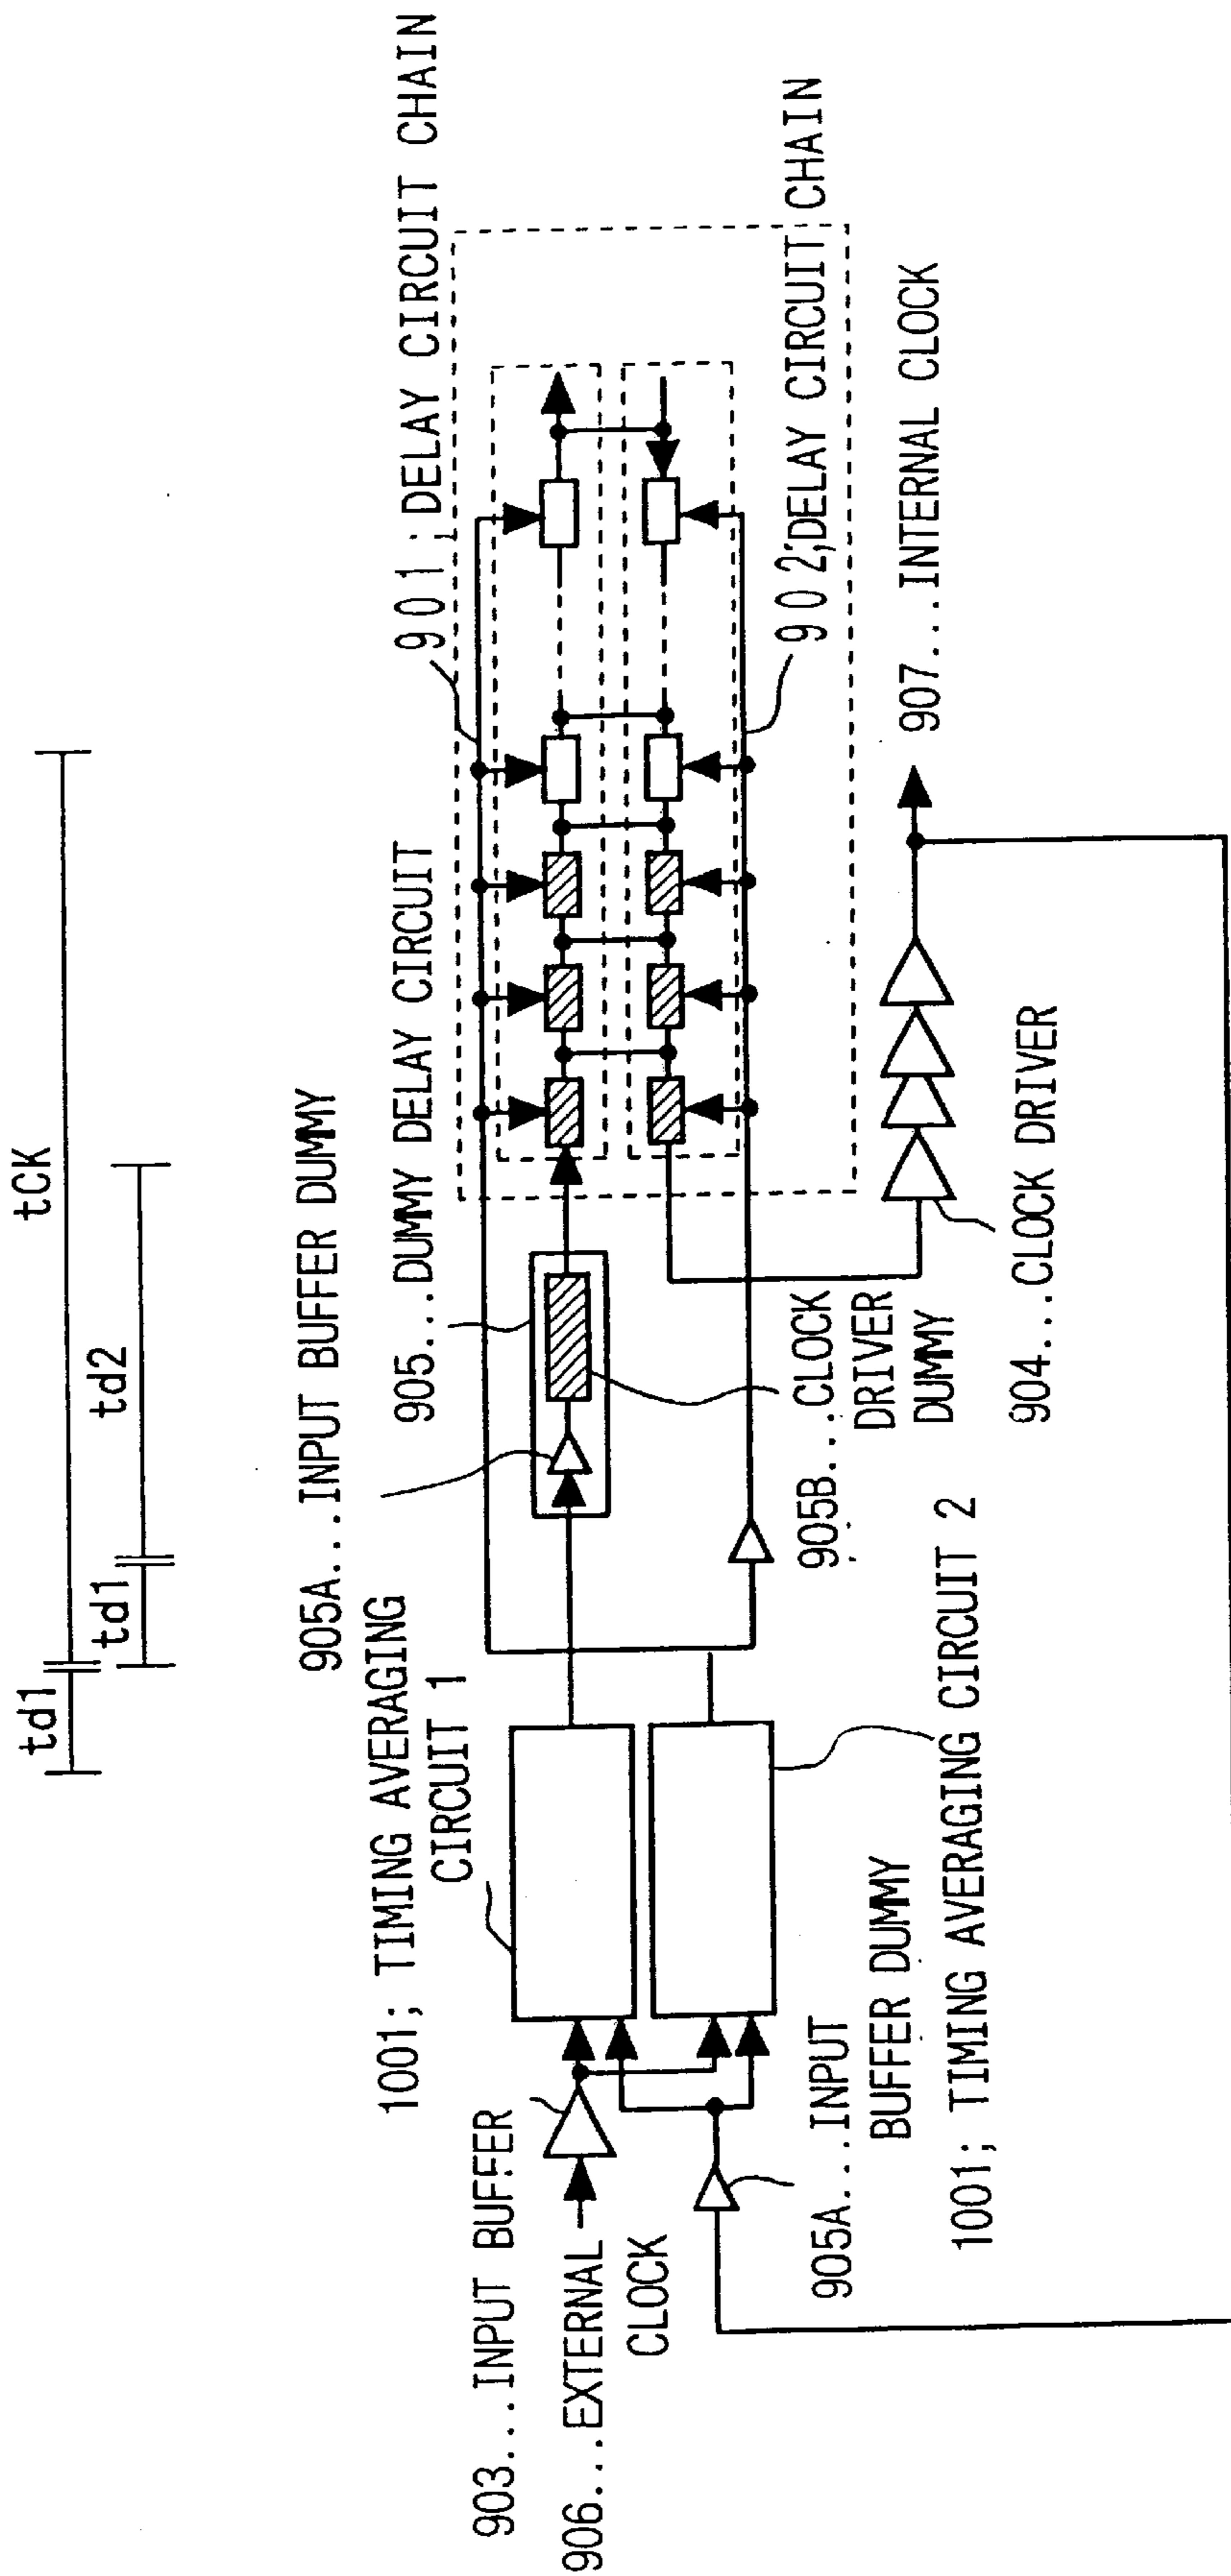 td1
tCK
td1
td2
905A...INPUT BUFFER DUMMY
905...DUMMY DELAY CIRCUIT
901;DELAY CIRCUIT CHAIN
1001; TIMING AVERAGING
CIRCUIT 1
903...INPUT BUFFER
906...EXTERNAL
CLOCK
905A...INPUT
BUFFER DUMMY
1001; TIMING AVERAGING CIRCUIT 2
905B...CLOCK
DRIVER
DUMMY
904...CLOCK DRIVER
902;DELAY CIRCUIT CHAIN
907...INTERNAL CLOCK